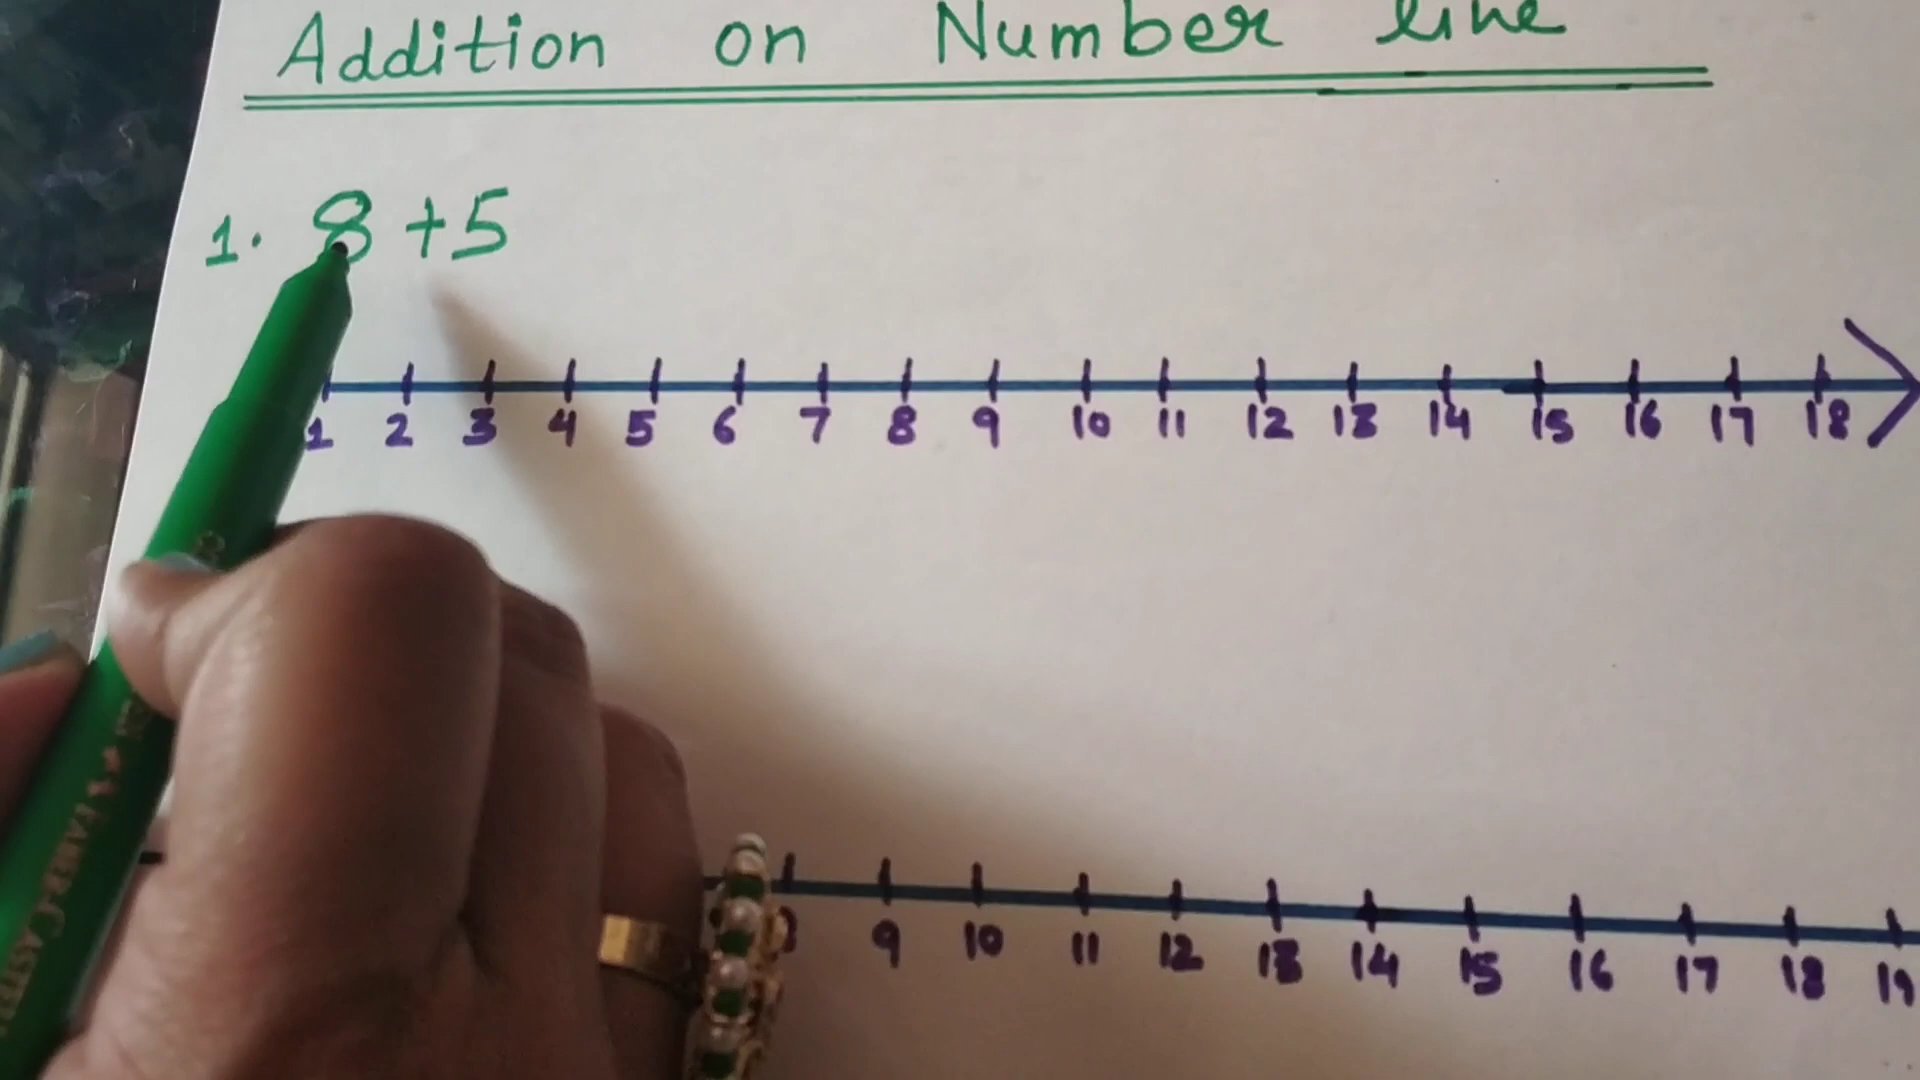 Addition on Number line
1. 8 +5
1 2 3 4 5 6 7 8 9 10 11 12 13 14 15 16 17 18
9 10 11 12 13 14 15 16 17 18 19